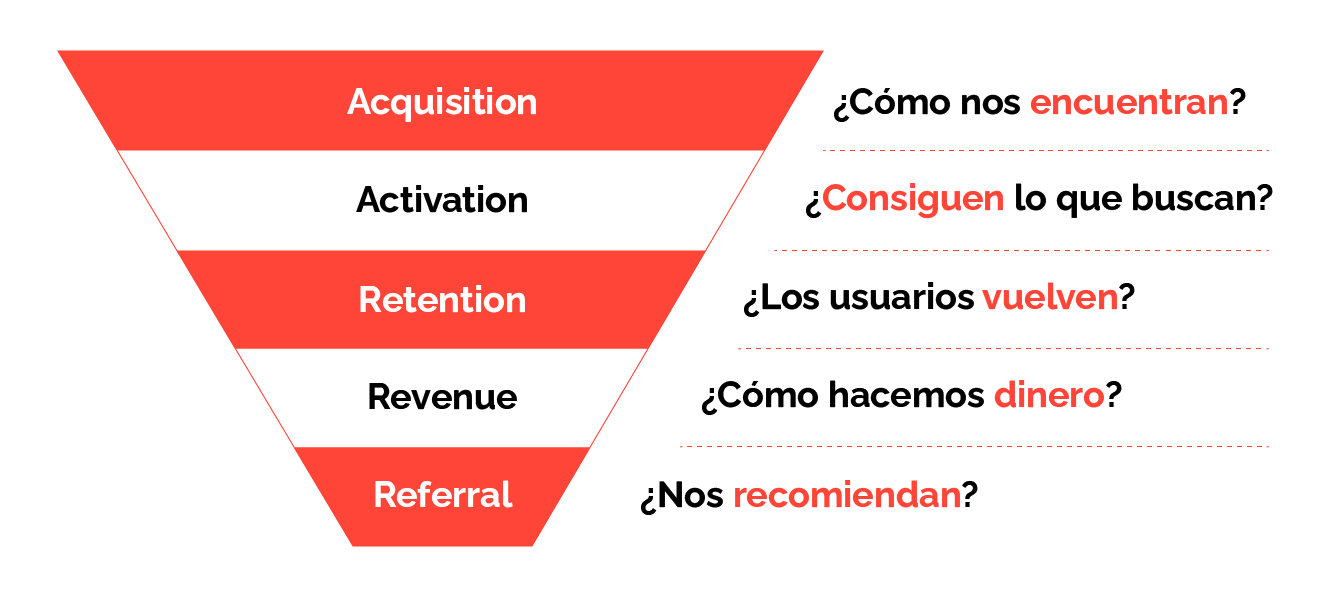 Acquisition
¿Cómo nos encuentran?
Activation
¿Consiguen lo que buscan?
Retention
¿Los usuarios vuelven?
Revenue
¿Cómo hacemos dinero?
Referral
¿Nos recomiendan?